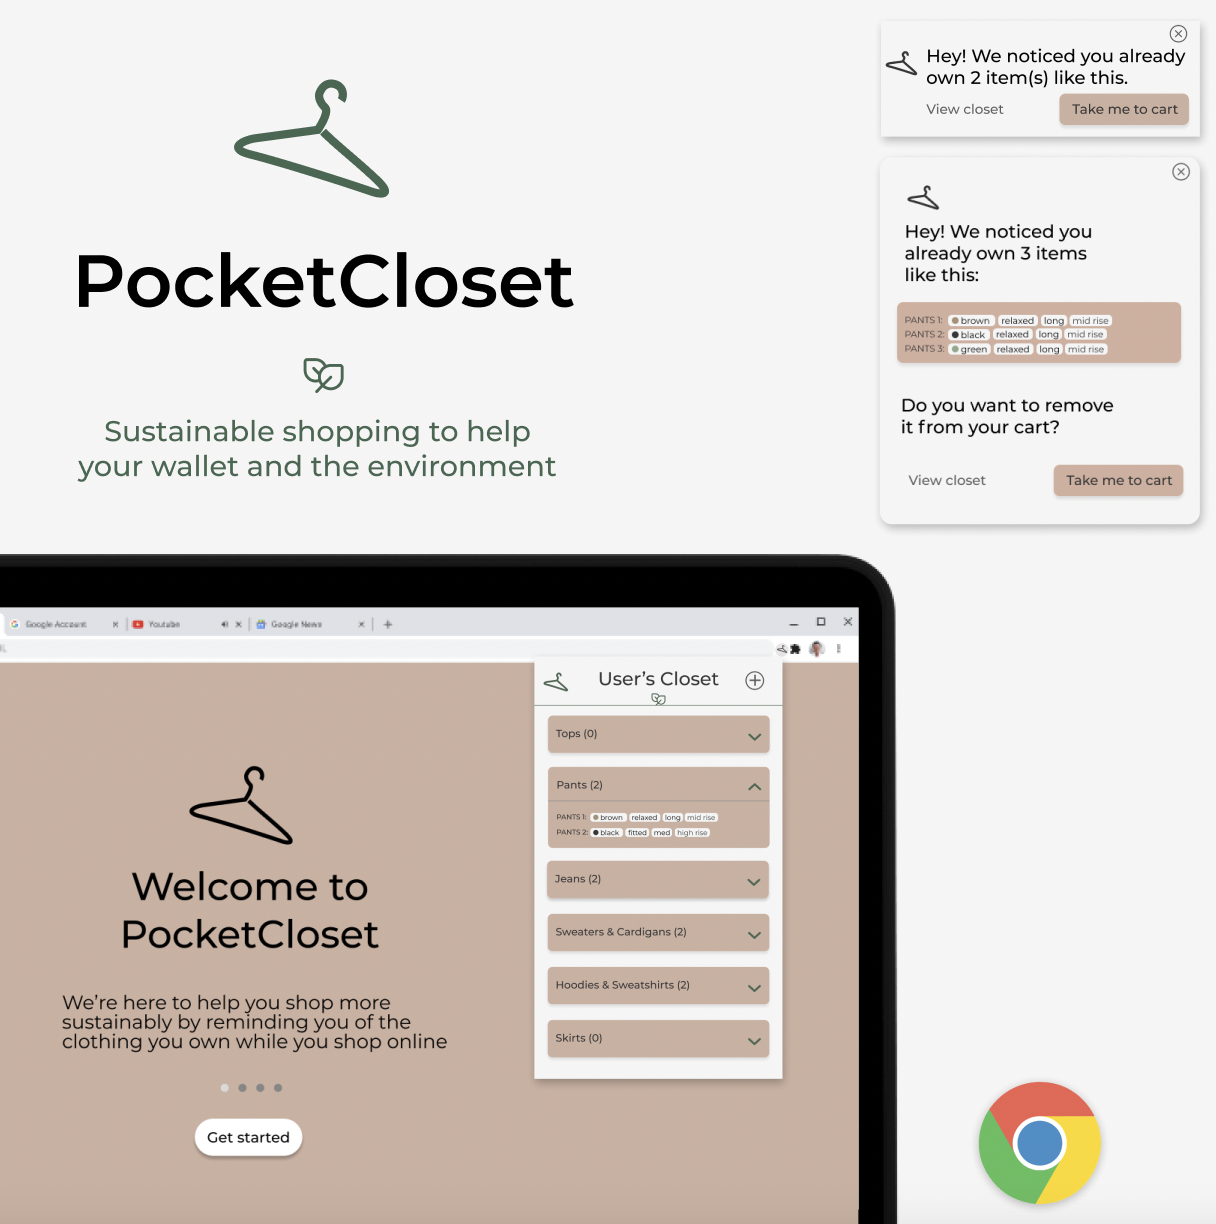 PocketCloset
Sustainable shopping to help
your wallet and the environment
Hey! We noticed you already
own 2 item(s) like this.
View closet
Take me to cart
Hey! We noticed you
already own 3 items
like this:
PANTS 1: brown relaxed long mid rise
PANTS 2: black relaxed long mid rise
PANTS 3: green relaxed long mid rise
Do you want to remove
it from your cart?
View closet
Take me to cart
Google Account
Youtube
Google News
Welcome to
PocketCloset
We’re here to help you shop more
sustainably by reminding you of the
clothing you own while you shop online
Get started
User’s Closet
Tops (0)
Pants (2)
PANTS 1: brown relaxed long mid rise
PANTS 2: black fitted med high rise
Jeans (2)
Sweaters & Cardigans (2)
Hoodies & Sweatshirts (2)
Skirts (0)